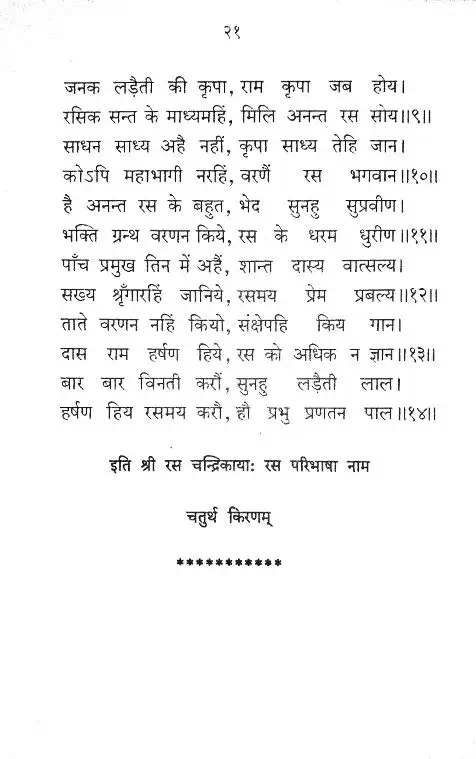 २१
जनक लड़ैती की कृपा, राम कृपा जब होय।
रसिक सन्त के माध्यमहिं, मिलि अनन्त रस सोय॥९॥
साधन साध्य अहै नहीं, कृपा साध्य तेहि जान।
कोऽपि महाभागी नरहिं, वरणैं रस भगवान॥१०॥
है अनन्त रस के बहुत, भेद सुनहु सुप्रवीण।
भक्ति ग्रन्थ वरणन किये, रस के धरम धुरीण॥११॥
पाँच प्रमुख तिन में अहैं, शान्त दास्य वात्सल्य।
सख्य श्रृँगारहिं जानिये, रसमय प्रेम प्रबल्य॥१२॥
ताते वरणन नहिं कियो, संक्षेपहि किय गान।
दास राम हर्षण हिये, रस को अधिक न ज्ञान॥१३॥
बार बार विनती करौं, सुनहु लड़ैती लाल।
हर्षण हिय रसमय करौ, हौ प्रभु प्रणतन पाल॥१४॥
इति श्री रस चन्द्रिकायाः रस परिभाषा नाम
चतुर्थ किरणम्
***********